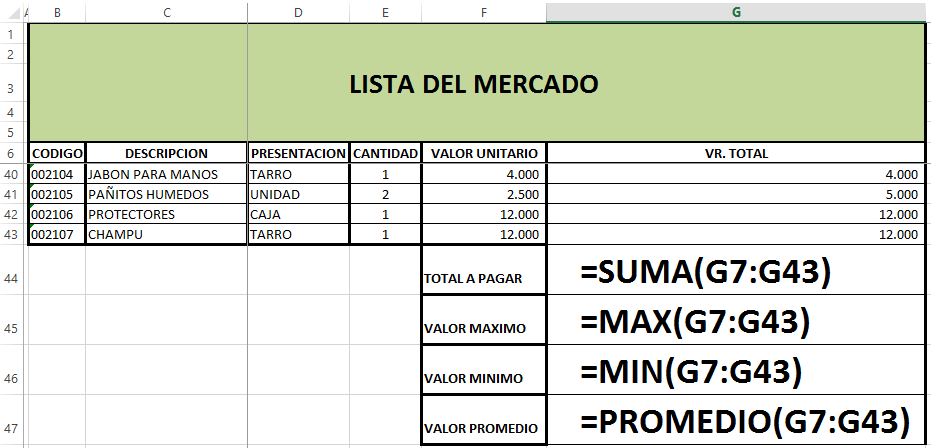 A B C D E F G
1
2
3 LISTA DEL MERCADO
4
5
6 CODIGO DESCRIPCION PRESENTACION CANTIDAD VALOR UNITARIO VR. TOTAL
40 002104 JABON PARA MANOS TARRO 1 4.000 4.000
41 002105 PAÑITOS HUMEDOS UNIDAD 2 2.500 5.000
42 002106 PROTECTORES CAJA 1 12.000 12.000
43 002107 CHAMPU TARRO 1 12.000 12.000
44 TOTAL A PAGAR =SUMA(G7:G43)
45 VALOR MAXIMO =MAX(G7:G43)
46 VALOR MINIMO =MIN(G7:G43)
47 VALOR PROMEDIO =PROMEDIO(G7:G43)